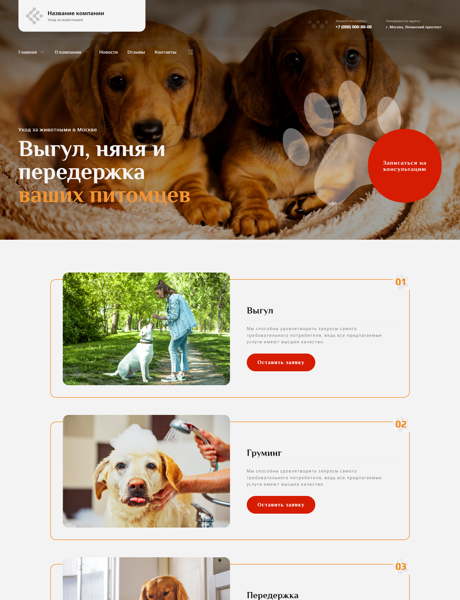 Название компании
Уход за животными
+7 (000) 000-00-00
г. Москва, Ленинский проспект
Главная
О компании
Новости
Отзывы
Контакты
Уход за животными в Москве
Выгул, няня и
передержка
ваших питомцев
Записаться на
консультацию
01
Выгул
Мы способны удовлетворить запросы самого
требовательного потребителя, ведь все предлагаемые
услуги имеют высшее качество.
Оставить заявку
02
Груминг
Мы способны удовлетворить запросы самого
требовательного потребителя, ведь все предлагаемые
услуги имеют высшее качество.
Оставить заявку
03
Передержка